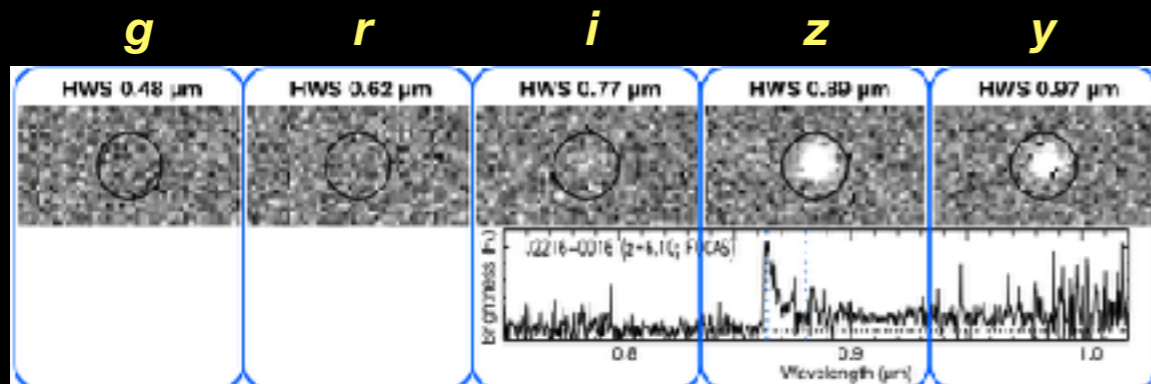 g r i z y
HWS 0.48 µm HWS 0.62 µm HWS 0.77 µm HWS 0.89 µm HWS 0.97 µm
J2216-0016 (z=6.10; FOCAS)
brightness
0.8 0.9 1.0
Wavelength (µm)